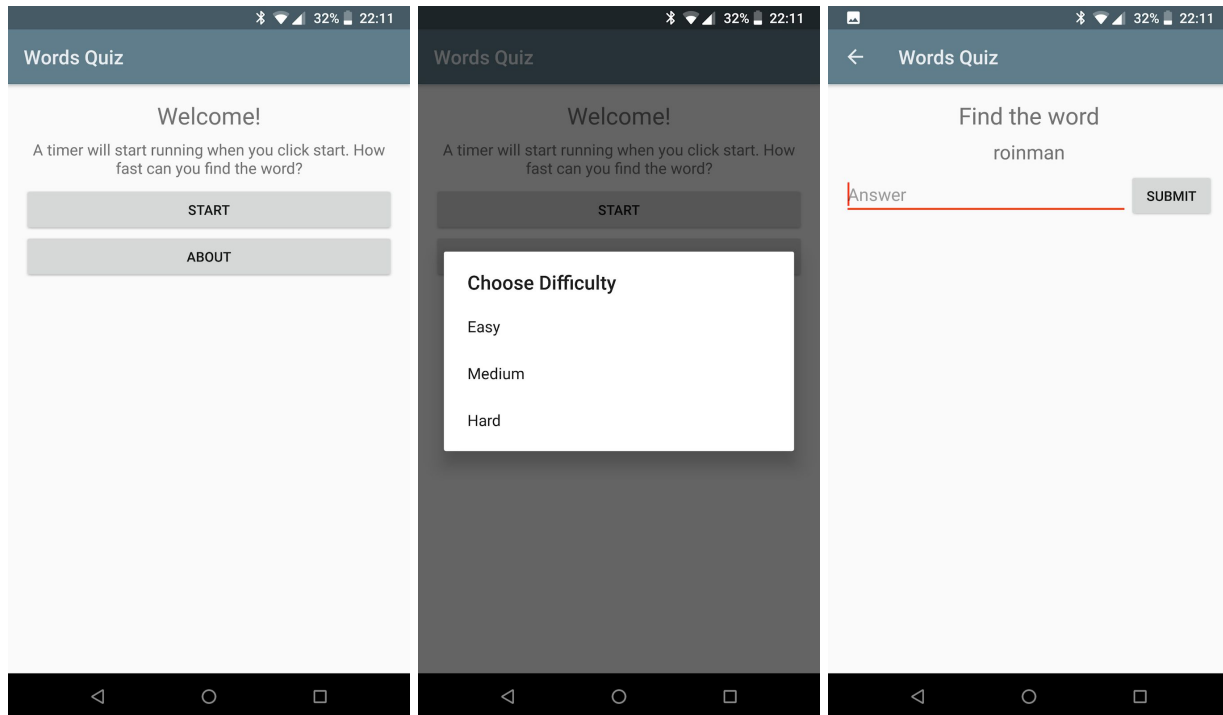 32% 22:11
Words Quiz
Welcome!
A timer will start running when you click start. How
fast can you find the word?
START
ABOUT
32% 22:11
Words Quiz
Welcome!
A timer will start running when you click start. How
fast can you find the word?
START
Choose Difficulty
Easy
Medium
Hard
32% 22:11
Words Quiz
Find the word
roinman
Answer
SUBMIT